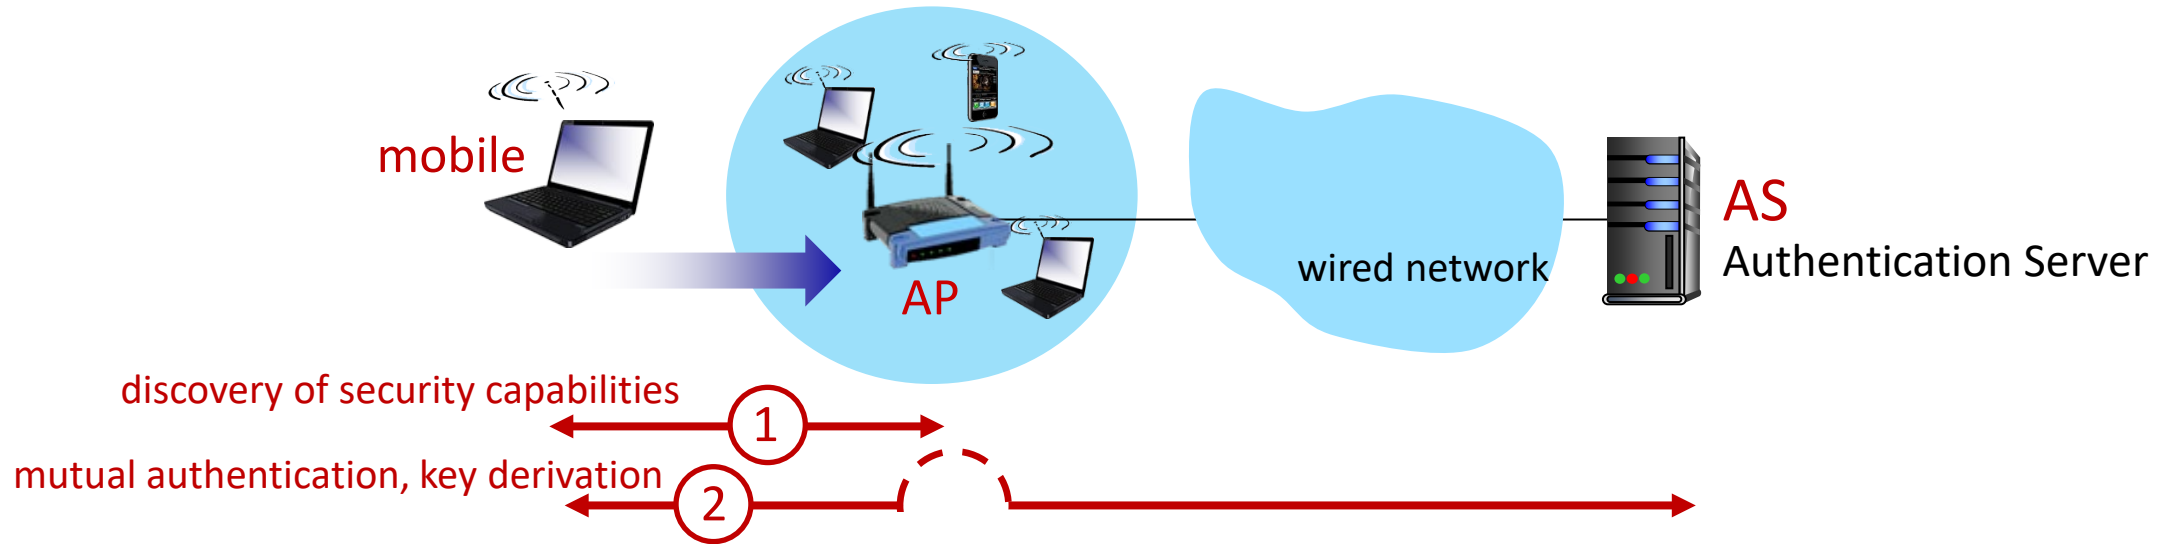 mobile
AP
wired network
AS
Authentication Server
discovery of security capabilities
1
mutual authentication, key derivation
2